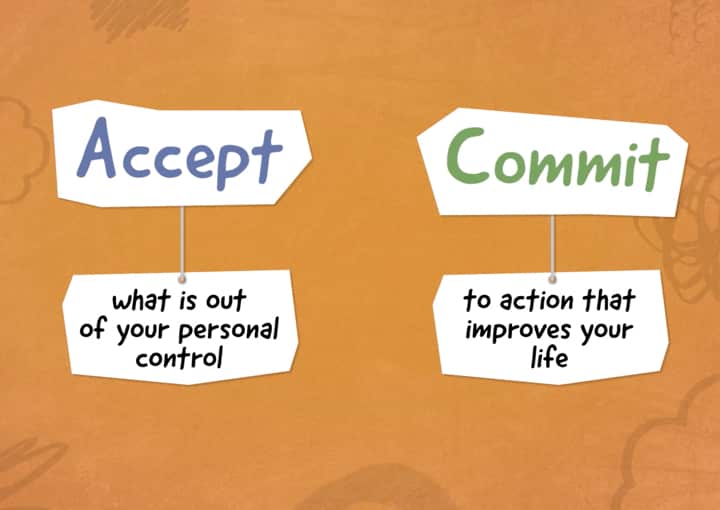 Accept
what is out
of your personal
control
Commit
to action that
improves your
life